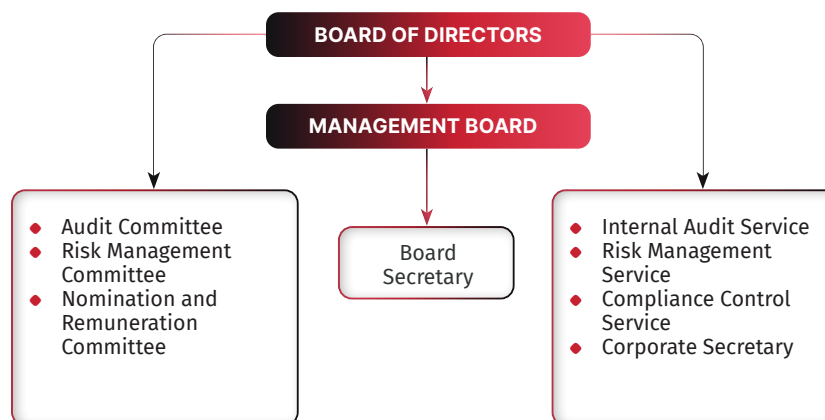 BOARD OF DIRECTORS
MANAGEMENT BOARD
Audit Committee
Risk Management
Committee
Nomination and
Remuneration
Committee
Board
Secretary
Internal Audit Service
Risk Management
Service
Compliance Control
Service
Corporate Secretary